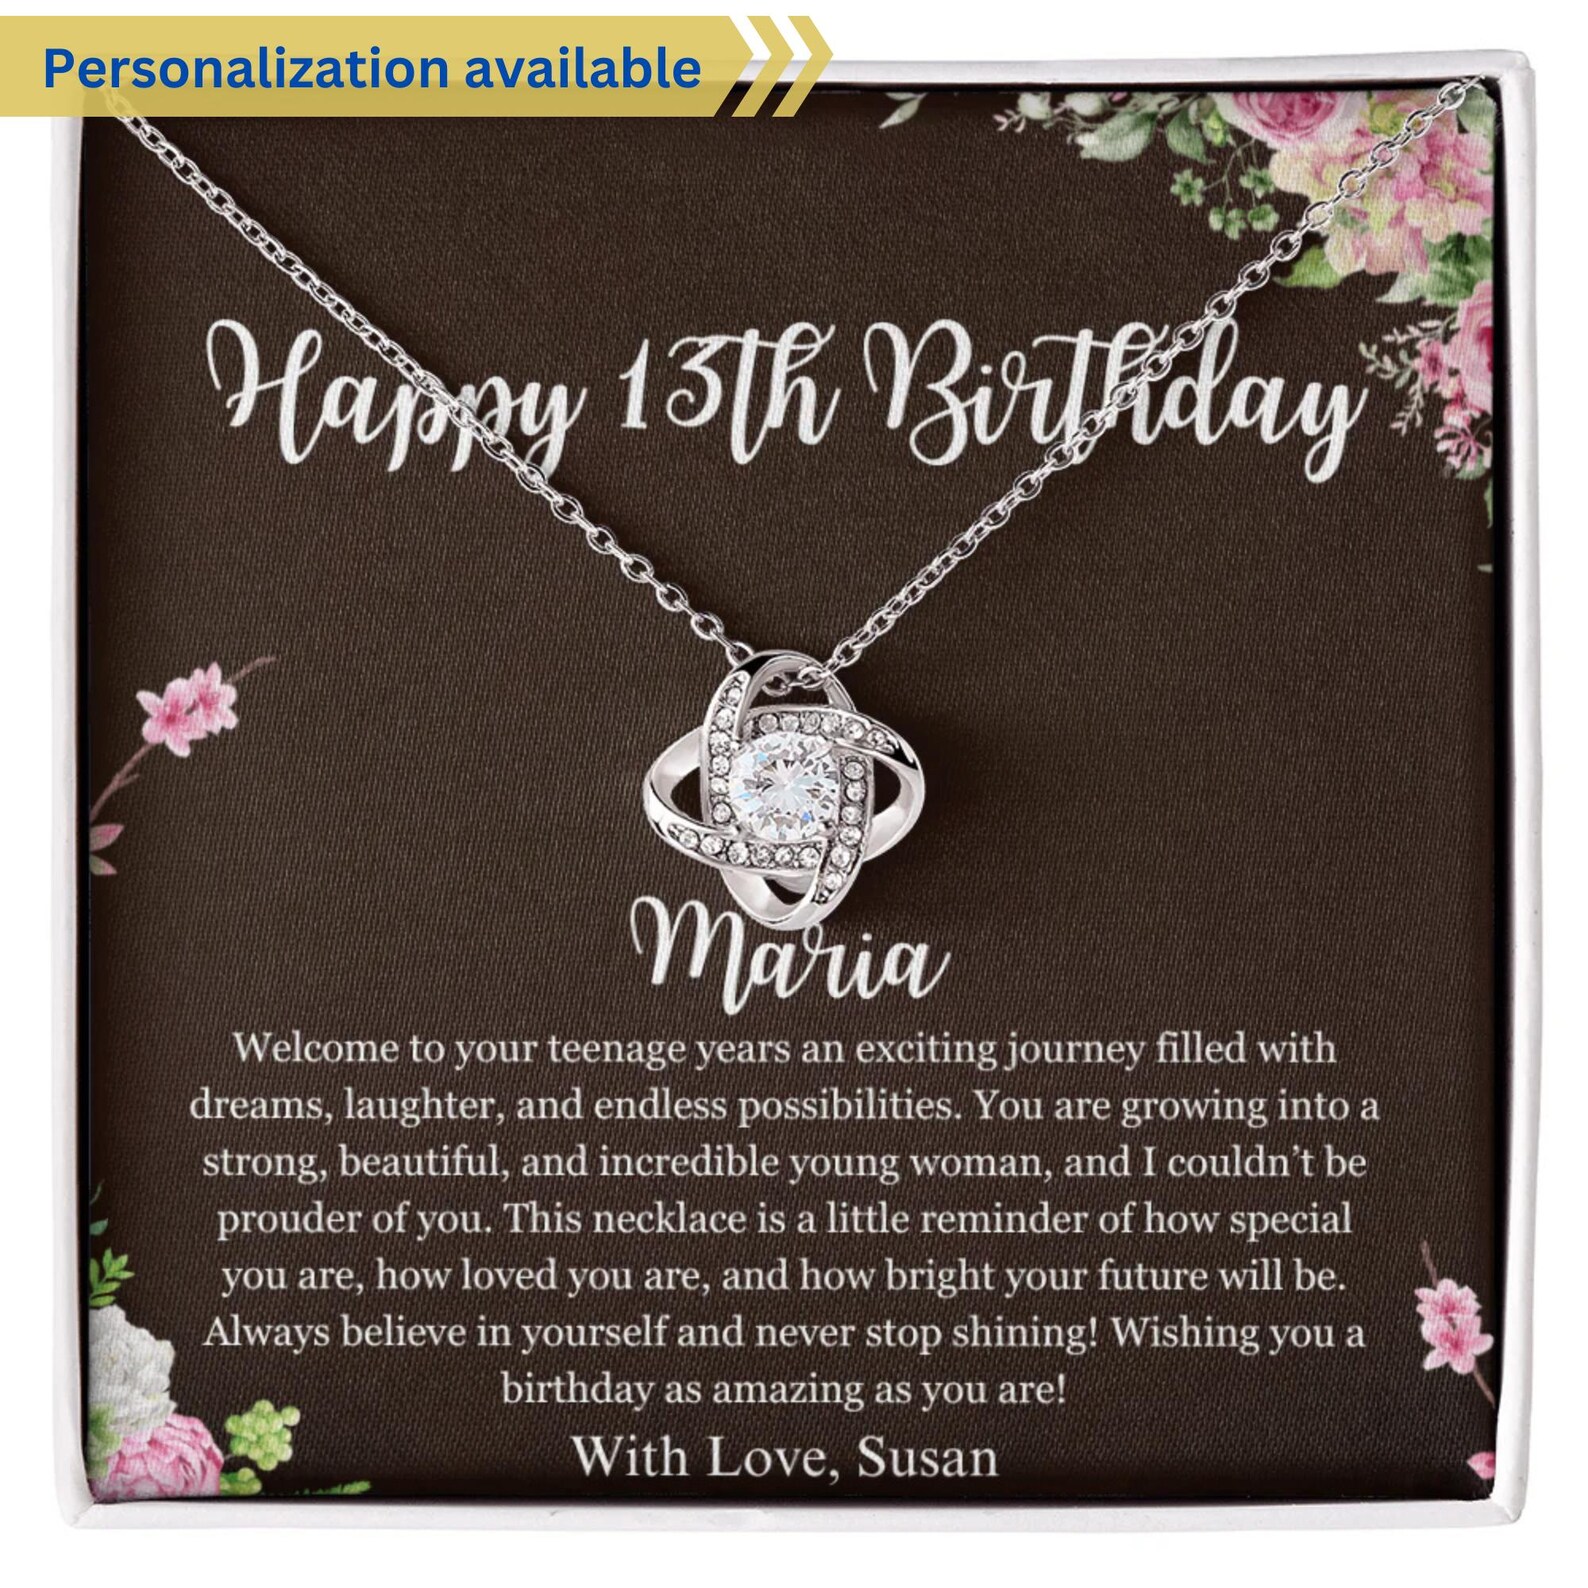 Personalization available
Happy 13th Birthday
Maria
Welcome to your teenage years an exciting journey filled with
dreams, laughter, and endless possibilities. You are growing into a
strong, beautiful, and incredible young woman, and I couldn’t be
prouder of you. This necklace is a little reminder of how special
you are, how loved you are, and how bright your future will be.
Always believe in yourself and never stop shining! Wishing you a
birthday as amazing as you are!
With Love, Susan